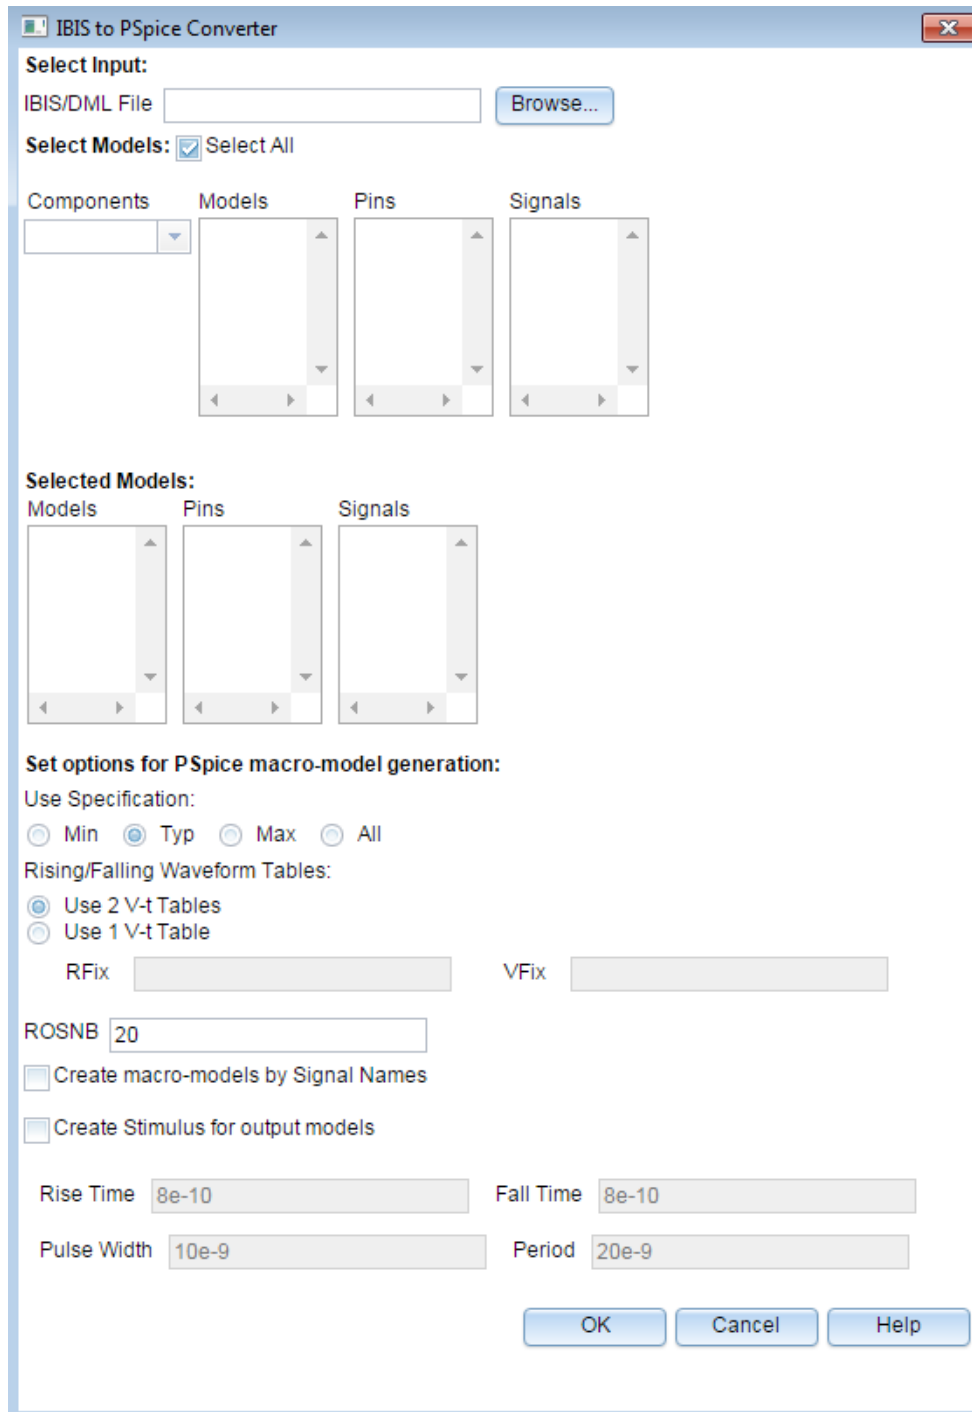 IBIS to PSpice Converter
Select Input:
IBIS/DML File Browse...
Select Models: Select All
Components Models Pins Signals
Selected Models:
Models Pins Signals
Set options for PSpice macro-model generation:
Use Specification:
Min Typ Max All
Rising/Falling Waveform Tables:
Use 2 V-t Tables
Use 1 V-t Table
RFix VFix
ROSNB 20
Create macro-models by Signal Names
Create Stimulus for output models
Rise Time 8e-10 Fall Time 8e-10
Pulse Width 10e-9 Period 20e-9
OK Cancel Help